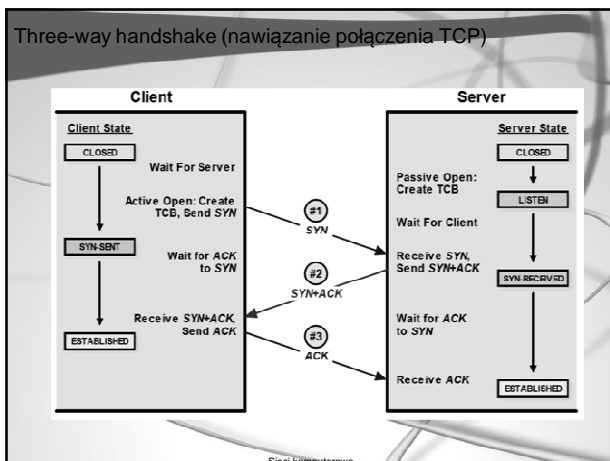 Three-way handshake (nawiązanie połączenia TCP)
Client
Server
Client State
CLOSED
Wait For Server
Active Open: Create
TCB, Send SYN
SYN-SENT
Wait for ACK
to SYN
Receive SYN+ACK,
Send ACK
ESTABLISHED
#1
SYN
#2
SYN+ACK
#3
ACK
Server State
CLOSED
Passive Open:
Create TCB
LISTEN
Wait For Client
Receive SYN,
Send SYN+ACK
SYN-RECEIVED
Wait for ACK
to SYN
Receive ACK
ESTABLISHED
Sieci komputerowe